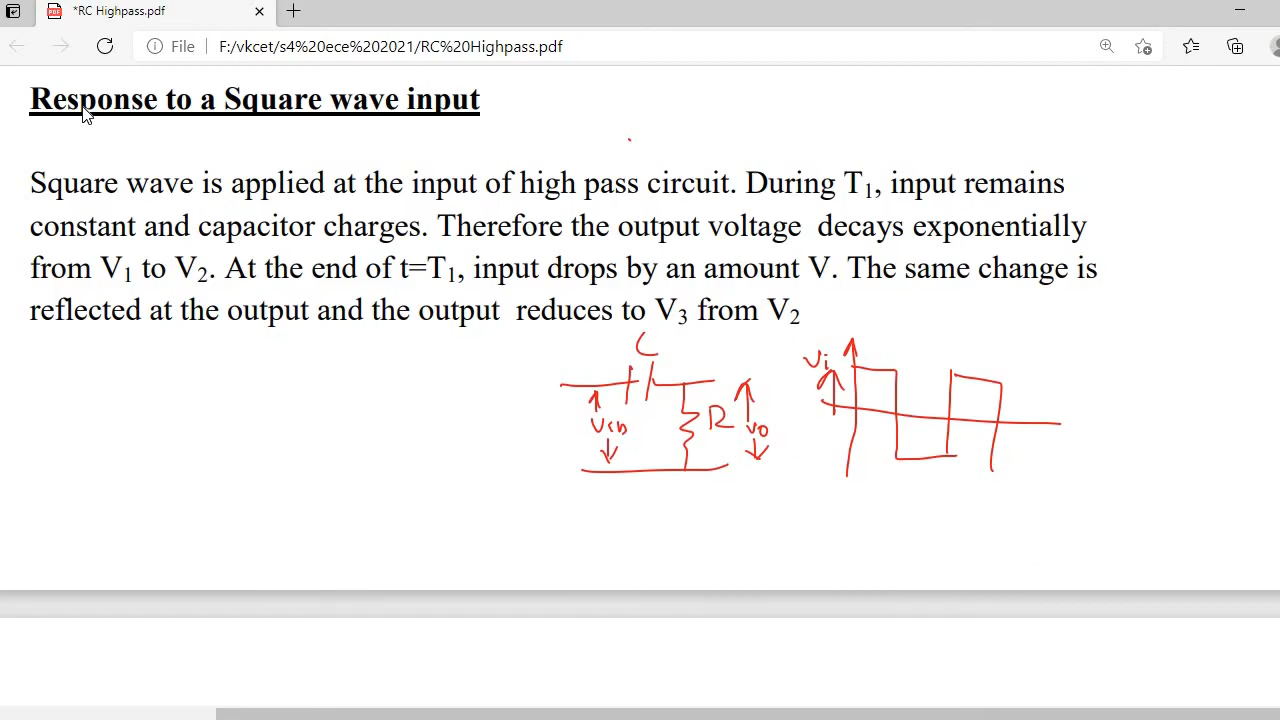 *RC Highpass.pdf
File F:/vkcet/s4%20ece%202021/RC%20Highpass.pdf
Response to a Square wave input
Square wave is applied at the input of high pass circuit. During T₁, input remains
constant and capacitor charges. Therefore the output voltage decays exponentially
from V₁ to V₂. At the end of t=T₁, input drops by an amount V. The same change is
reflected at the output and the output reduces to V₃ from V₂
C
Vi
R
Vin
Vo